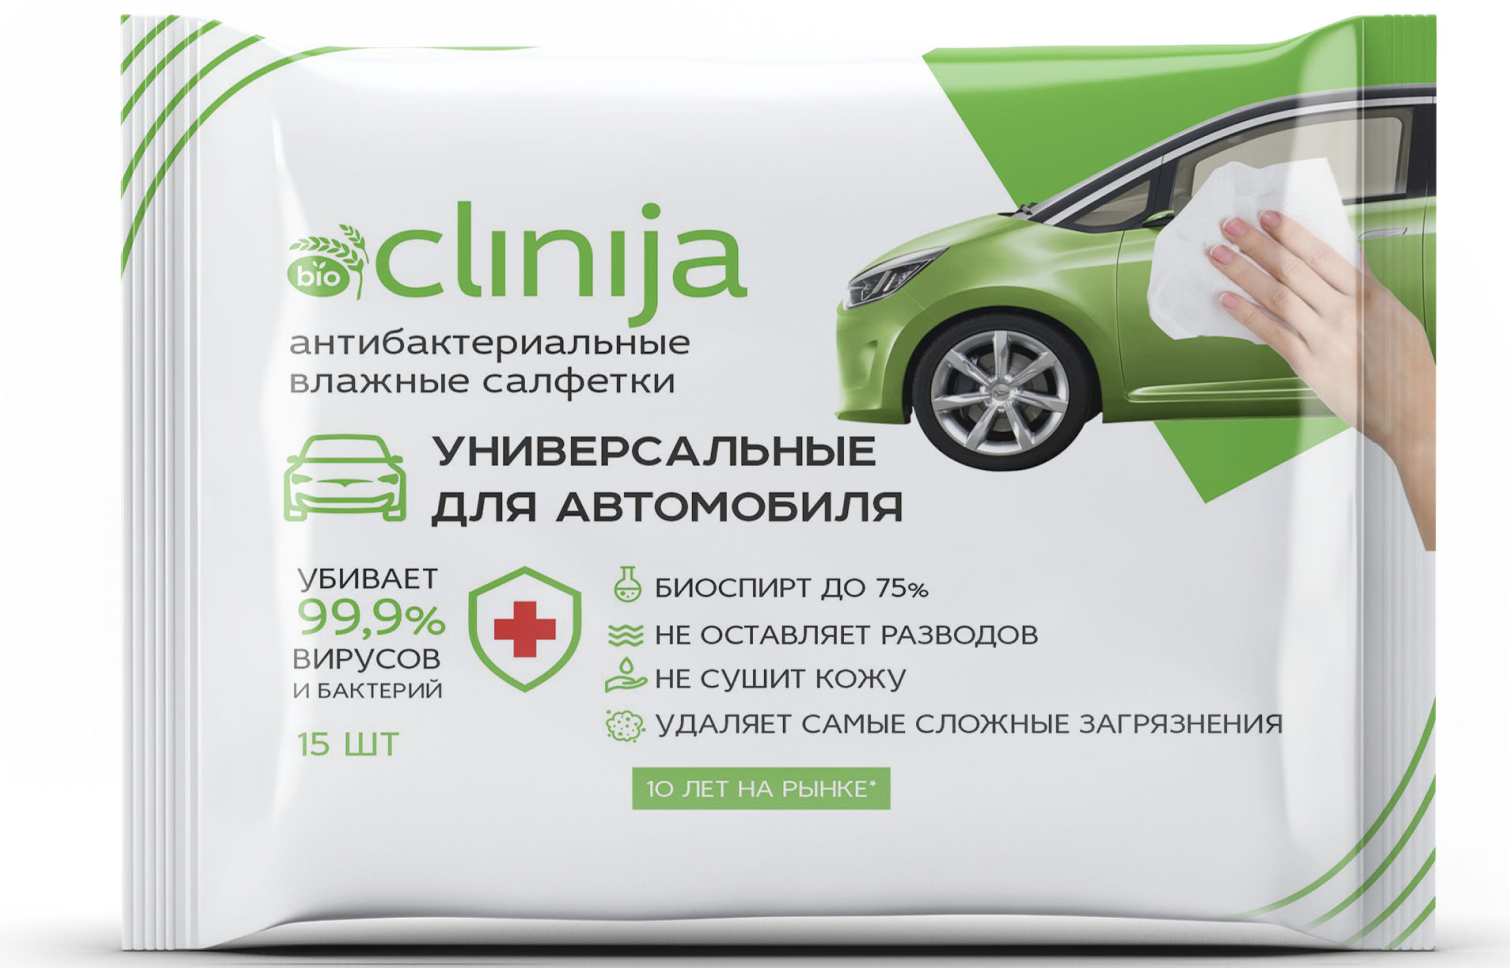 bio
clinija
антибактериальные
влажные салфетки
УНИВЕРСАЛЬНЫЕ
ДЛЯ АВТОМОБИЛЯ
УБИВАЕТ
99,9%
ВИРУСОВ
И БАКТЕРИЙ
15 ШТ
БИОСПИРТ ДО 75%
НЕ ОСТАВЛЯЕТ РАЗВОДОВ
НЕ СУШИТ КОЖУ
УДАЛЯЕТ САМЫЕ СЛОЖНЫЕ ЗАГРЯЗНЕНИЯ
10 ЛЕТ НА РЫНКЕ*